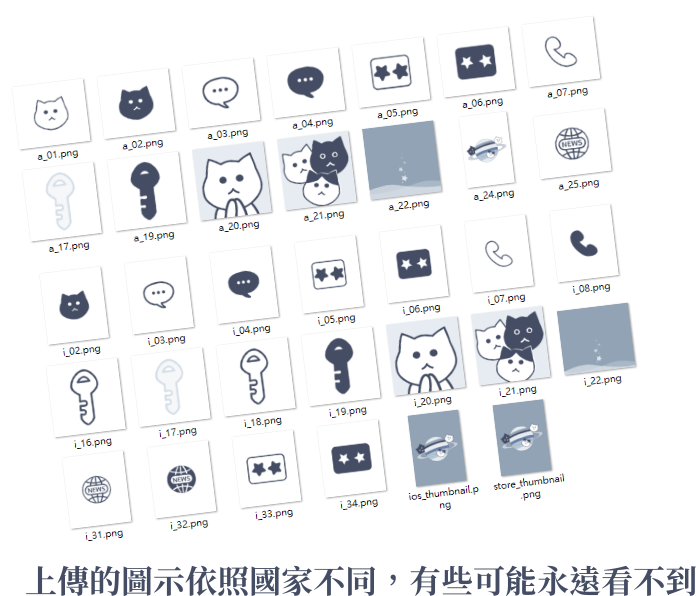 a_01.png a_02.png a_03.png a_04.png a_05.png a_06.png a_07.png
a_17.png a_19.png a_20.png a_21.png a_22.png a_24.png a_25.png
NEWS
i_02.png i_03.png i_04.png i_05.png i_06.png i_07.png i_08.png
i_16.png i_17.png i_18.png i_19.png i_20.png i_21.png i_22.png
NEWS
NEWS
i_31.png i_32.png i_33.png i_34.png ios_thumbnail.p
ng
store_thumbnail
.png
上傳的圖示依照國家不同，有些可能永遠看不到